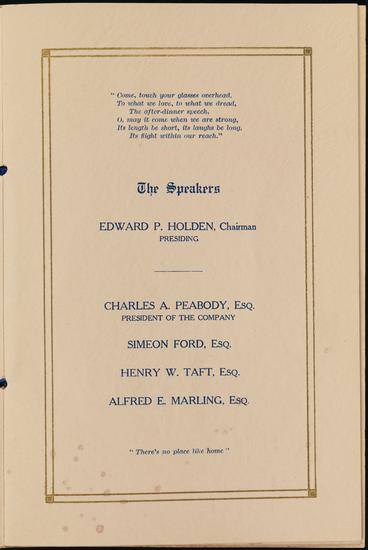 " Come, touch your glasses overhead,
To what we love, to what we dread,
The after-dinner speech.
O, may it come when we are strong,
Its length be short, its laughs be long,
Its flight within our reach."
The Speakers
EDWARD P. HOLDEN, Chairman
PRESIDING
CHARLES A. PEABODY, ESQ.
PRESIDENT OF THE COMPANY
SIMEON FORD, ESQ.
HENRY W. TAFT, ESQ.
ALFRED E. MARLING, ESQ.
" There's no place like home "